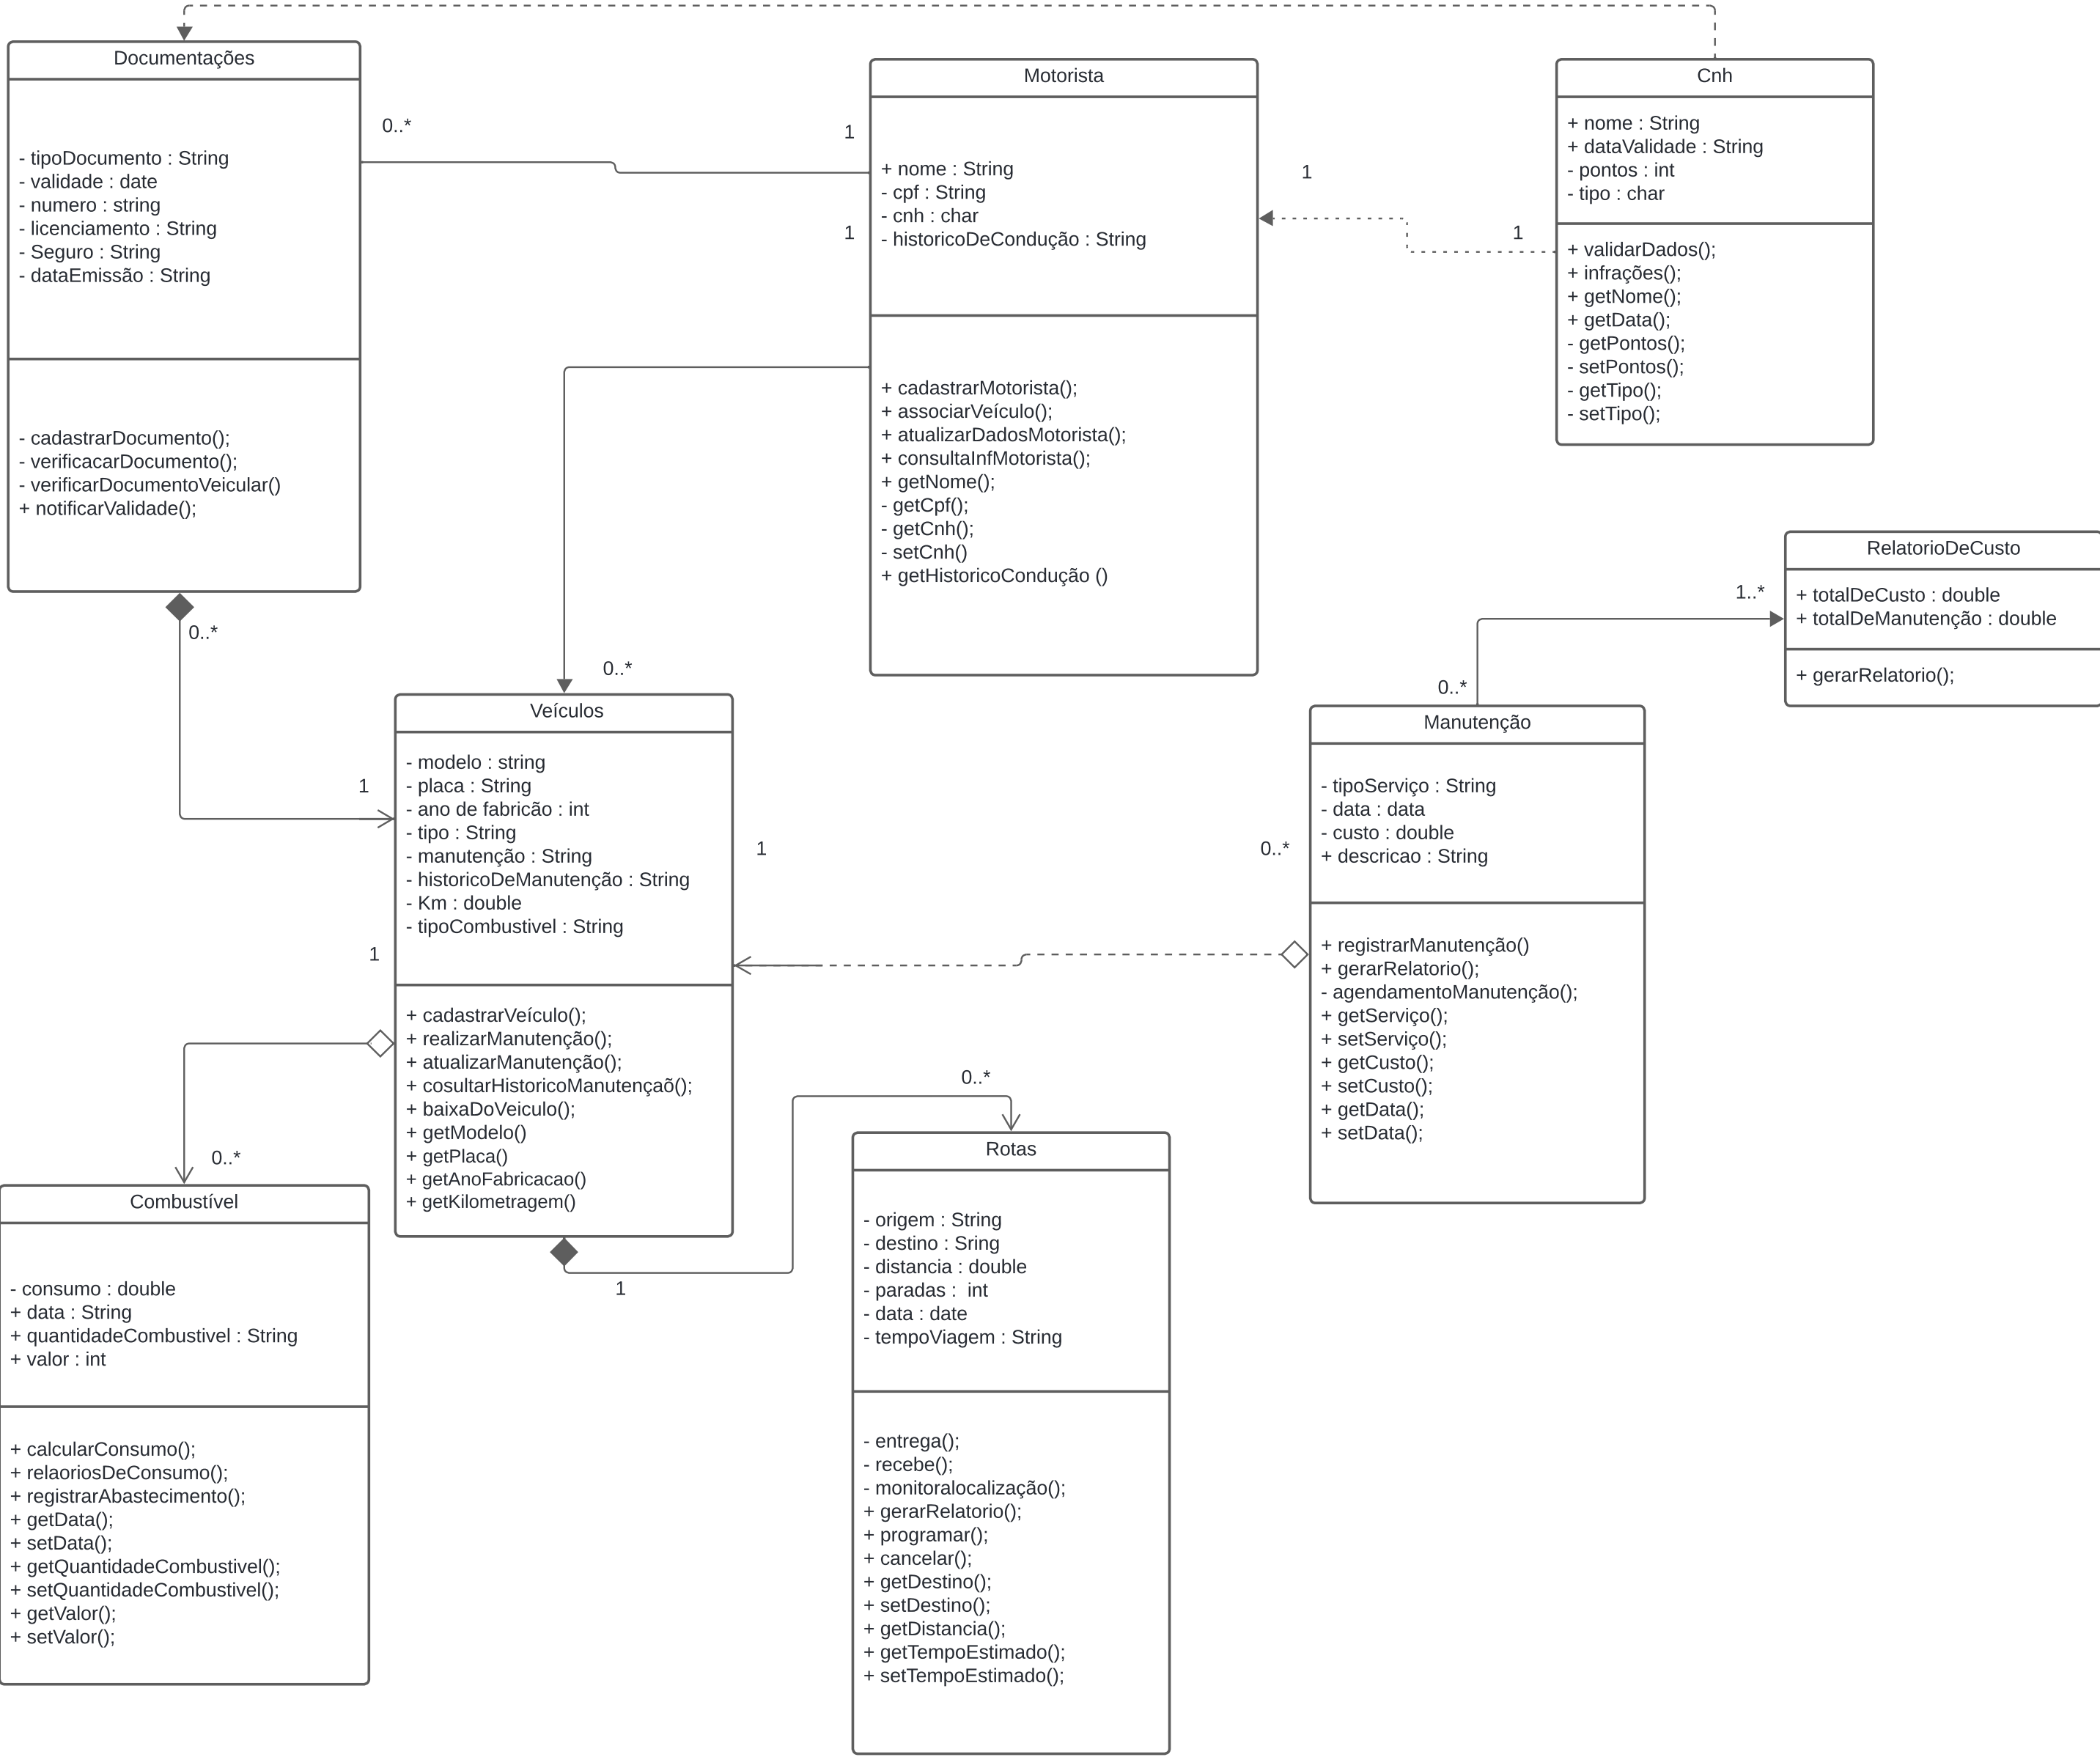 Documentações
- tipoDocumento : String
- validade : date
- numero : string
- licenciamento : String
- Seguro : String
- dataEmissão : String
- cadastrarDocumento();
- verificacarDocumento();
- verificarDocumentoVeicular()
+ notificarValidade();
0..*
1
Motorista
+ nome : String
- cpf : String
- cnh : char
- historicoDeCondução : String
+ cadastrarMotorista();
+ associarVeículo();
+ atualizarDadosMotorista();
+ consultaInfMotorista();
+ getNome();
- getCpf();
- getCnh();
- setCnh()
+ getHistoricoCondução ()
1
1
1
Cnh
+ nome : String
+ dataValidade : String
- pontos : int
- tipo : char
+ validarDados();
+ infrações();
+ getNome();
+ getData();
- getPontos();
- setPontos();
- getTipo();
- setTipo();
RelatorioDeCusto
+ totalDeCusto : double
+ totalDeManutenção : double
+ gerarRelatorio();
1..*
0..*
0..*
0..*
1
Veículos
- modelo : string
- placa : String
- ano de fabricão : int
- tipo : String
- manutenção : String
- historicoDeManutenção : String
- Km : double
- tipoCombustivel : String
+ cadastrarVeículo();
+ realizarManutenção();
+ atualizarManutenção();
+ cosultarHistoricoManutençaõ();
+ baixaDoVeiculo();
+ getModelo()
+ getPlaca()
+ getAnoFabricacao()
+ getKilometragem()
1
0..*
Manutenção
- tipoServiço : String
- data : data
- custo : double
+ descricao : String
+ registrarManutenção()
+ gerarRelatorio();
- agendamentoManutenção();
+ getServiço();
+ setServiço();
+ getCusto();
+ setCusto();
+ getData();
+ setData();
1
0..*
Combustível
- consumo : double
+ data : String
+ quantidadeCombustivel : String
+ valor : int
+ calcularConsumo();
+ relaoriosDeConsumo();
+ registrarAbastecimento();
+ getData();
+ setData();
+ getQuantidadeCombustivel();
+ setQuantidadeCombustivel();
+ getValor();
+ setValor();
1
0..*
Rotas
- origem : String
- destino : Sring
- distancia : double
- paradas :  int
- data : date
- tempoViagem : String
- entrega();
- recebe();
- monitoralocalização();
+ gerarRelatorio();
+ programar();
+ cancelar();
+ getDestino();
+ setDestino();
+ getDistancia();
+ getTempoEstimado();
+ setTempoEstimado();